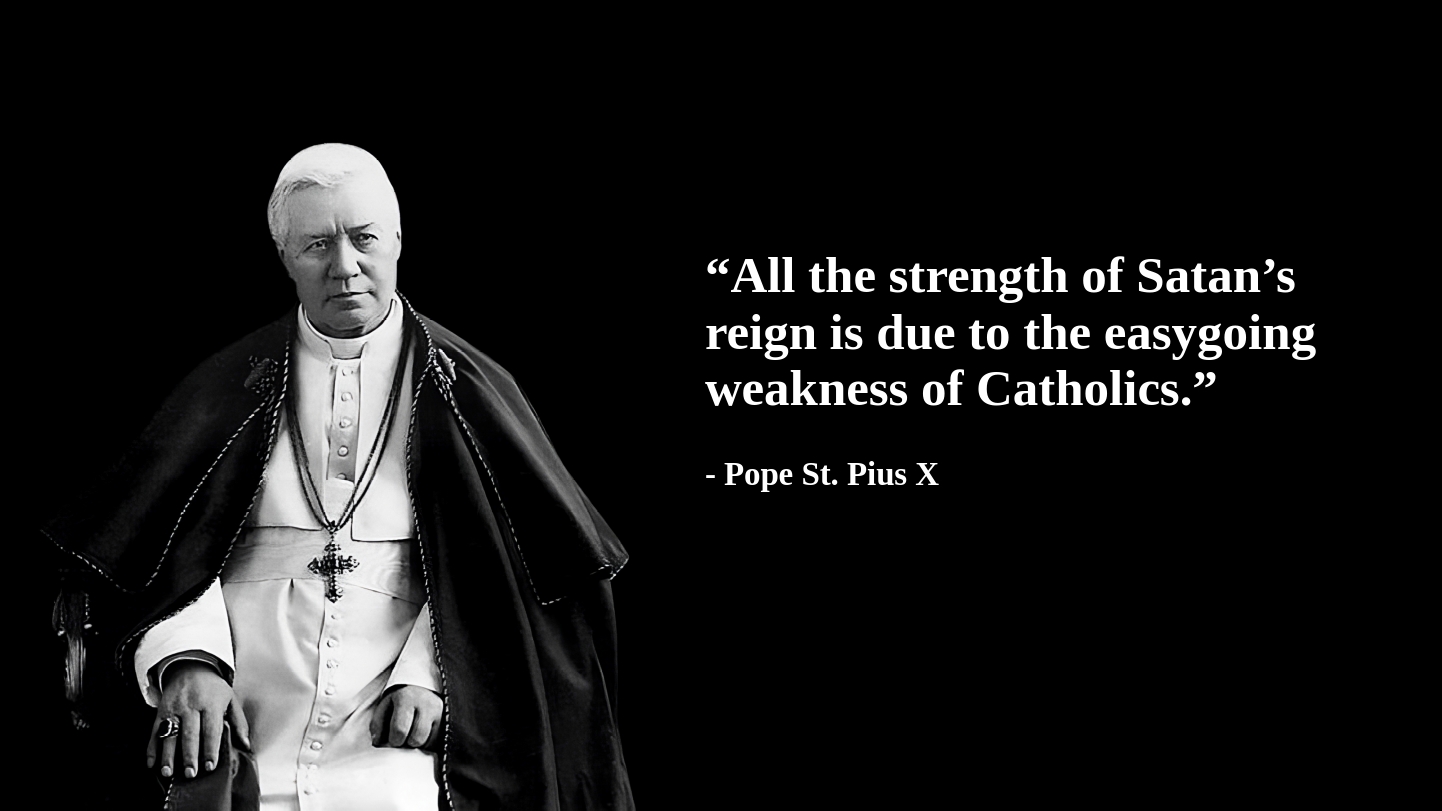 “All the strength of Satan’s
reign is due to the easygoing
weakness of Catholics.”
- Pope St. Pius X